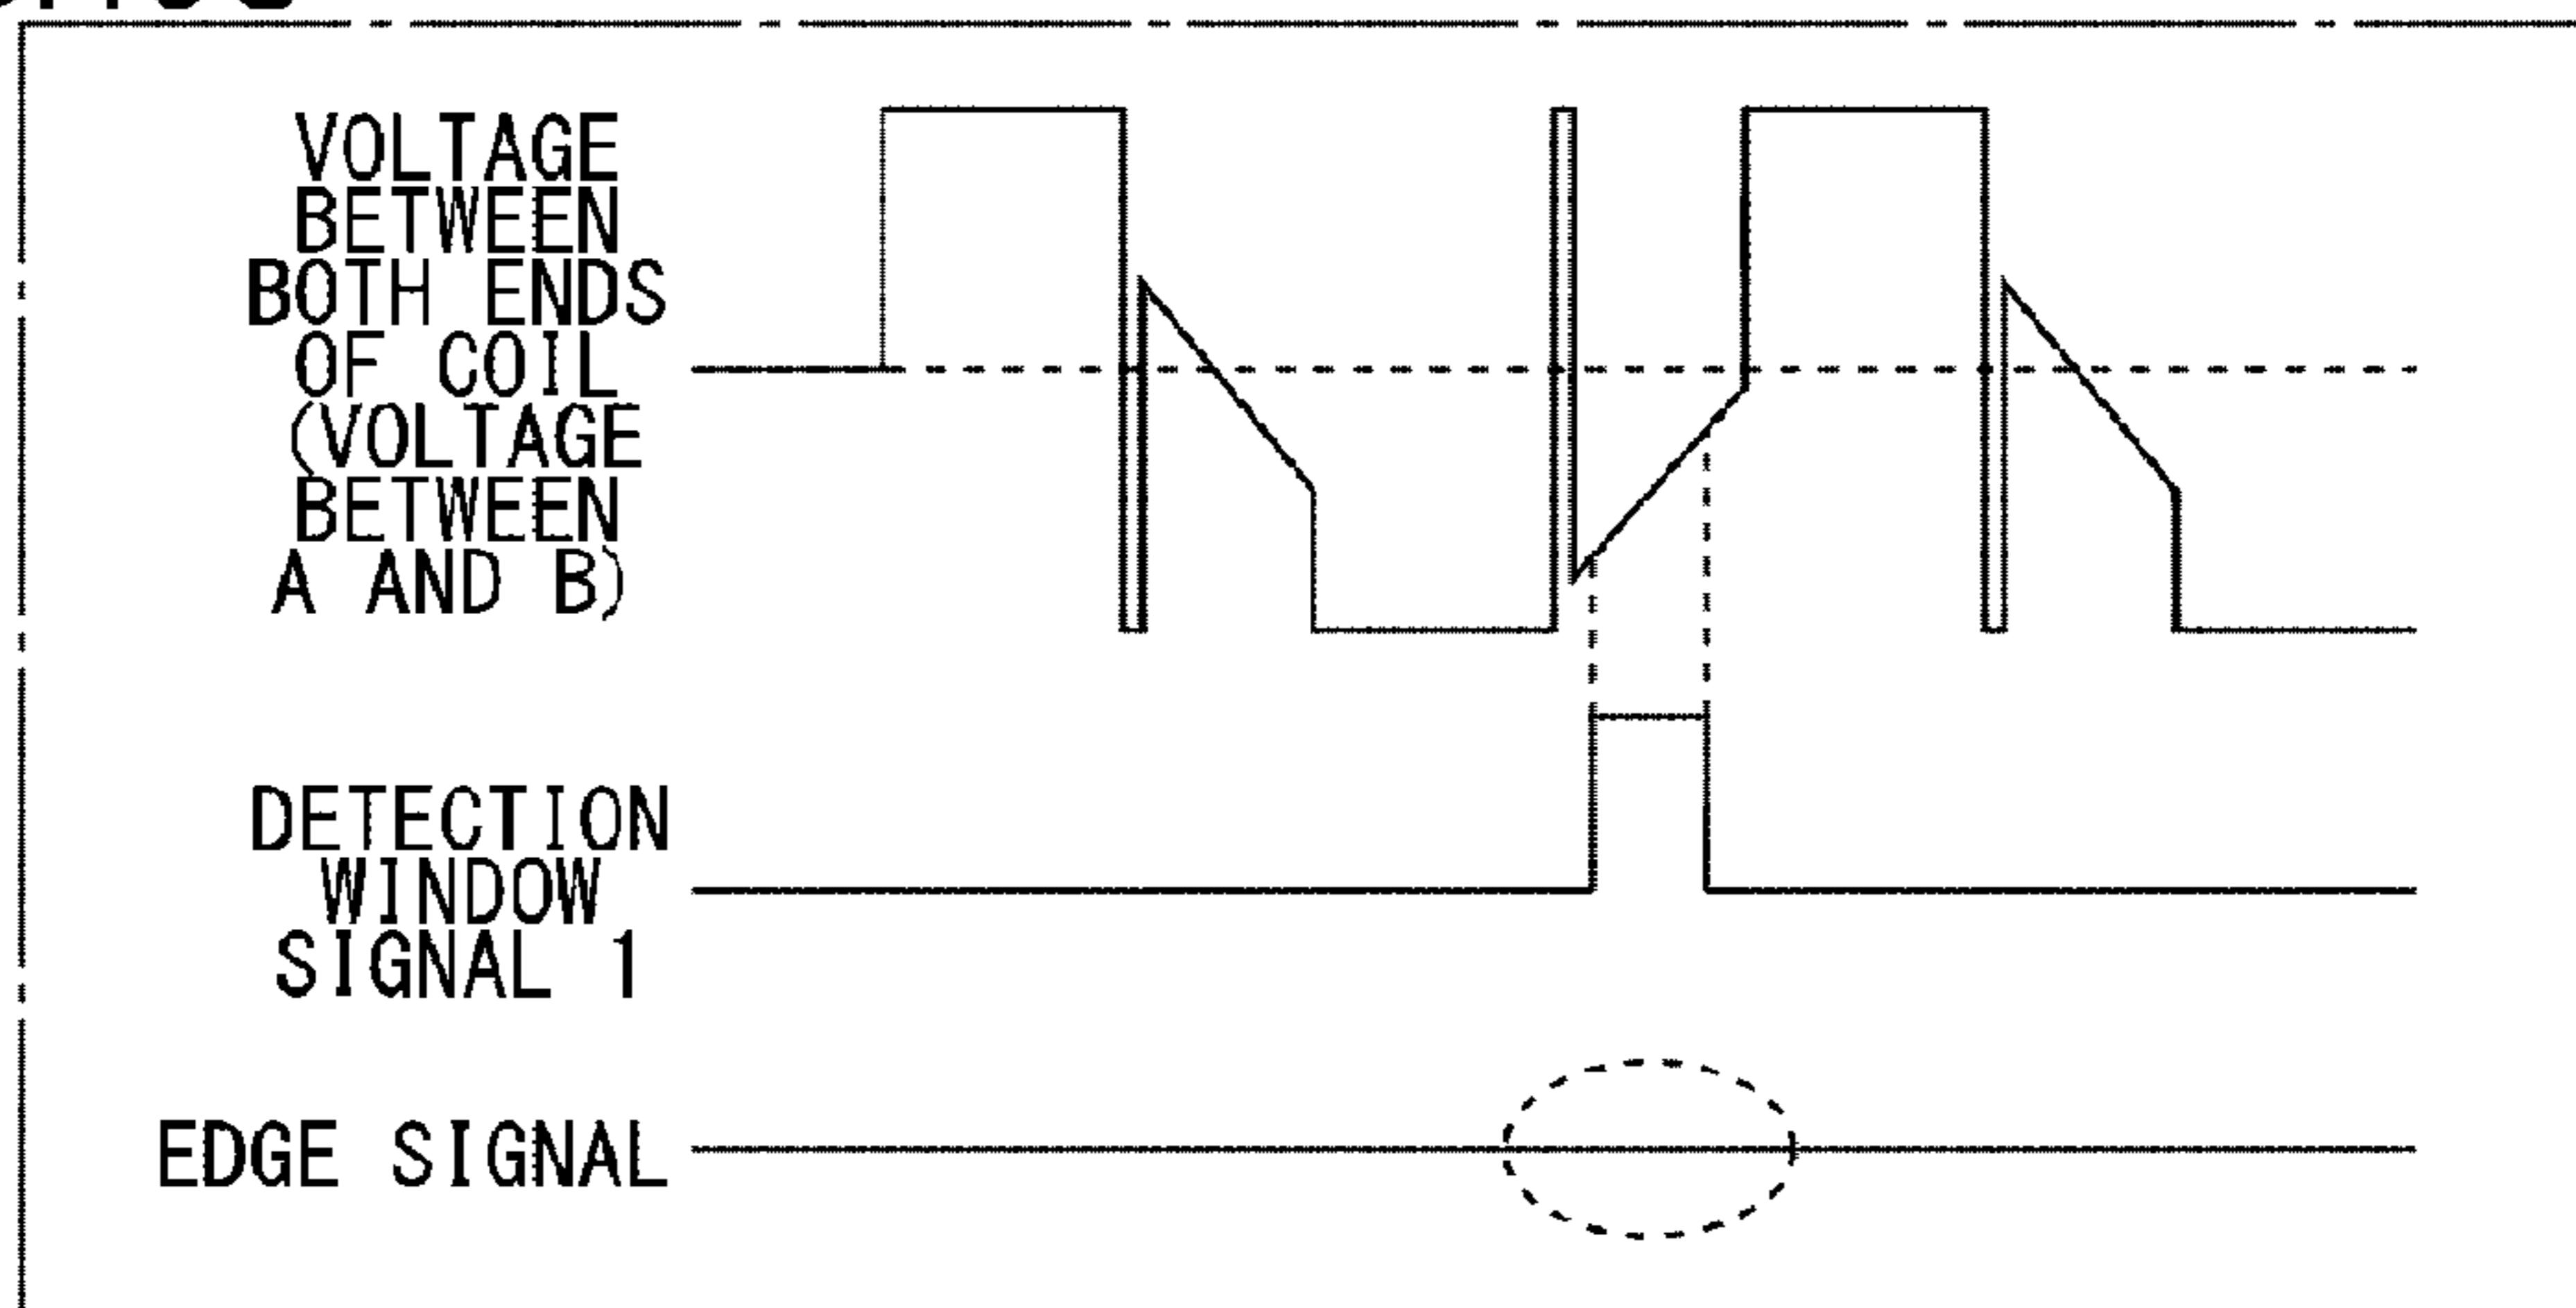 VOLTAGE
BETWEEN
BOTH ENDS
OF COIL
(VOLTAGE
BETWEEN
A AND B)
DETECTION
WINDOW
SIGNAL 1
EDGE SIGNAL